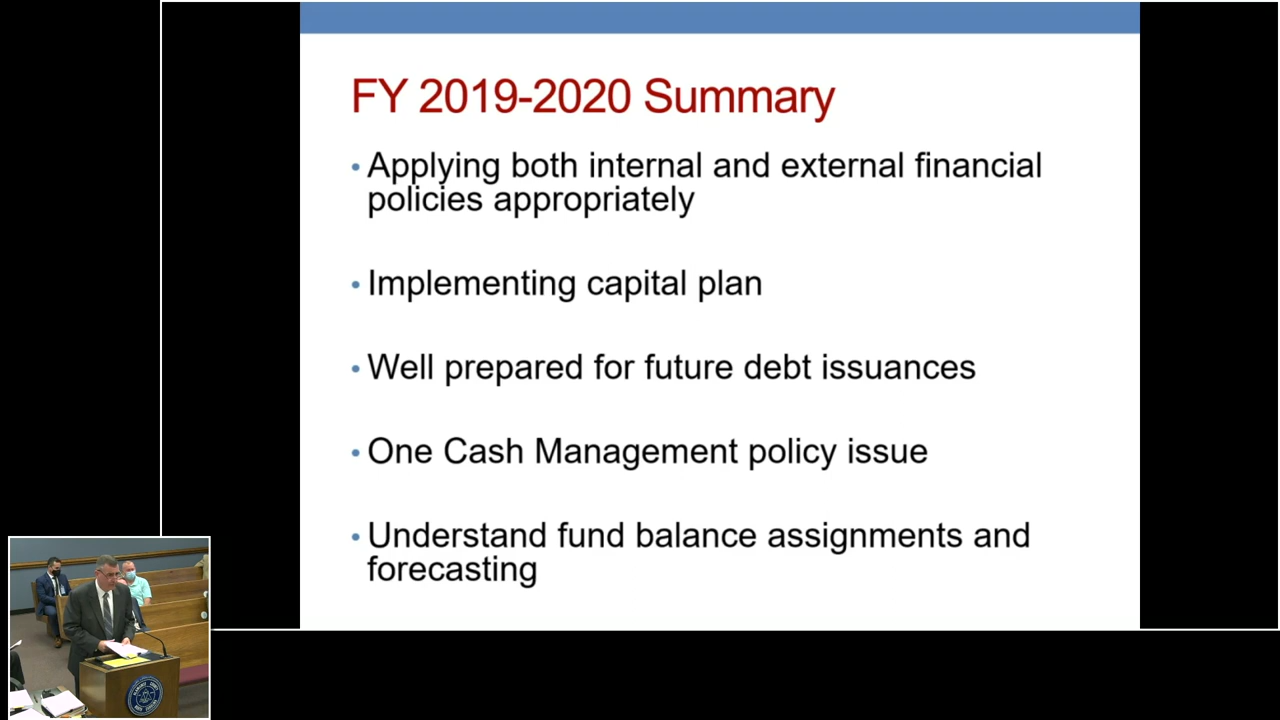 FY 2019-2020 Summary
• Applying both internal and external financial
policies appropriately
• Implementing capital plan
• Well prepared for future debt issuances
• One Cash Management policy issue
• Understand fund balance assignments and
forecasting